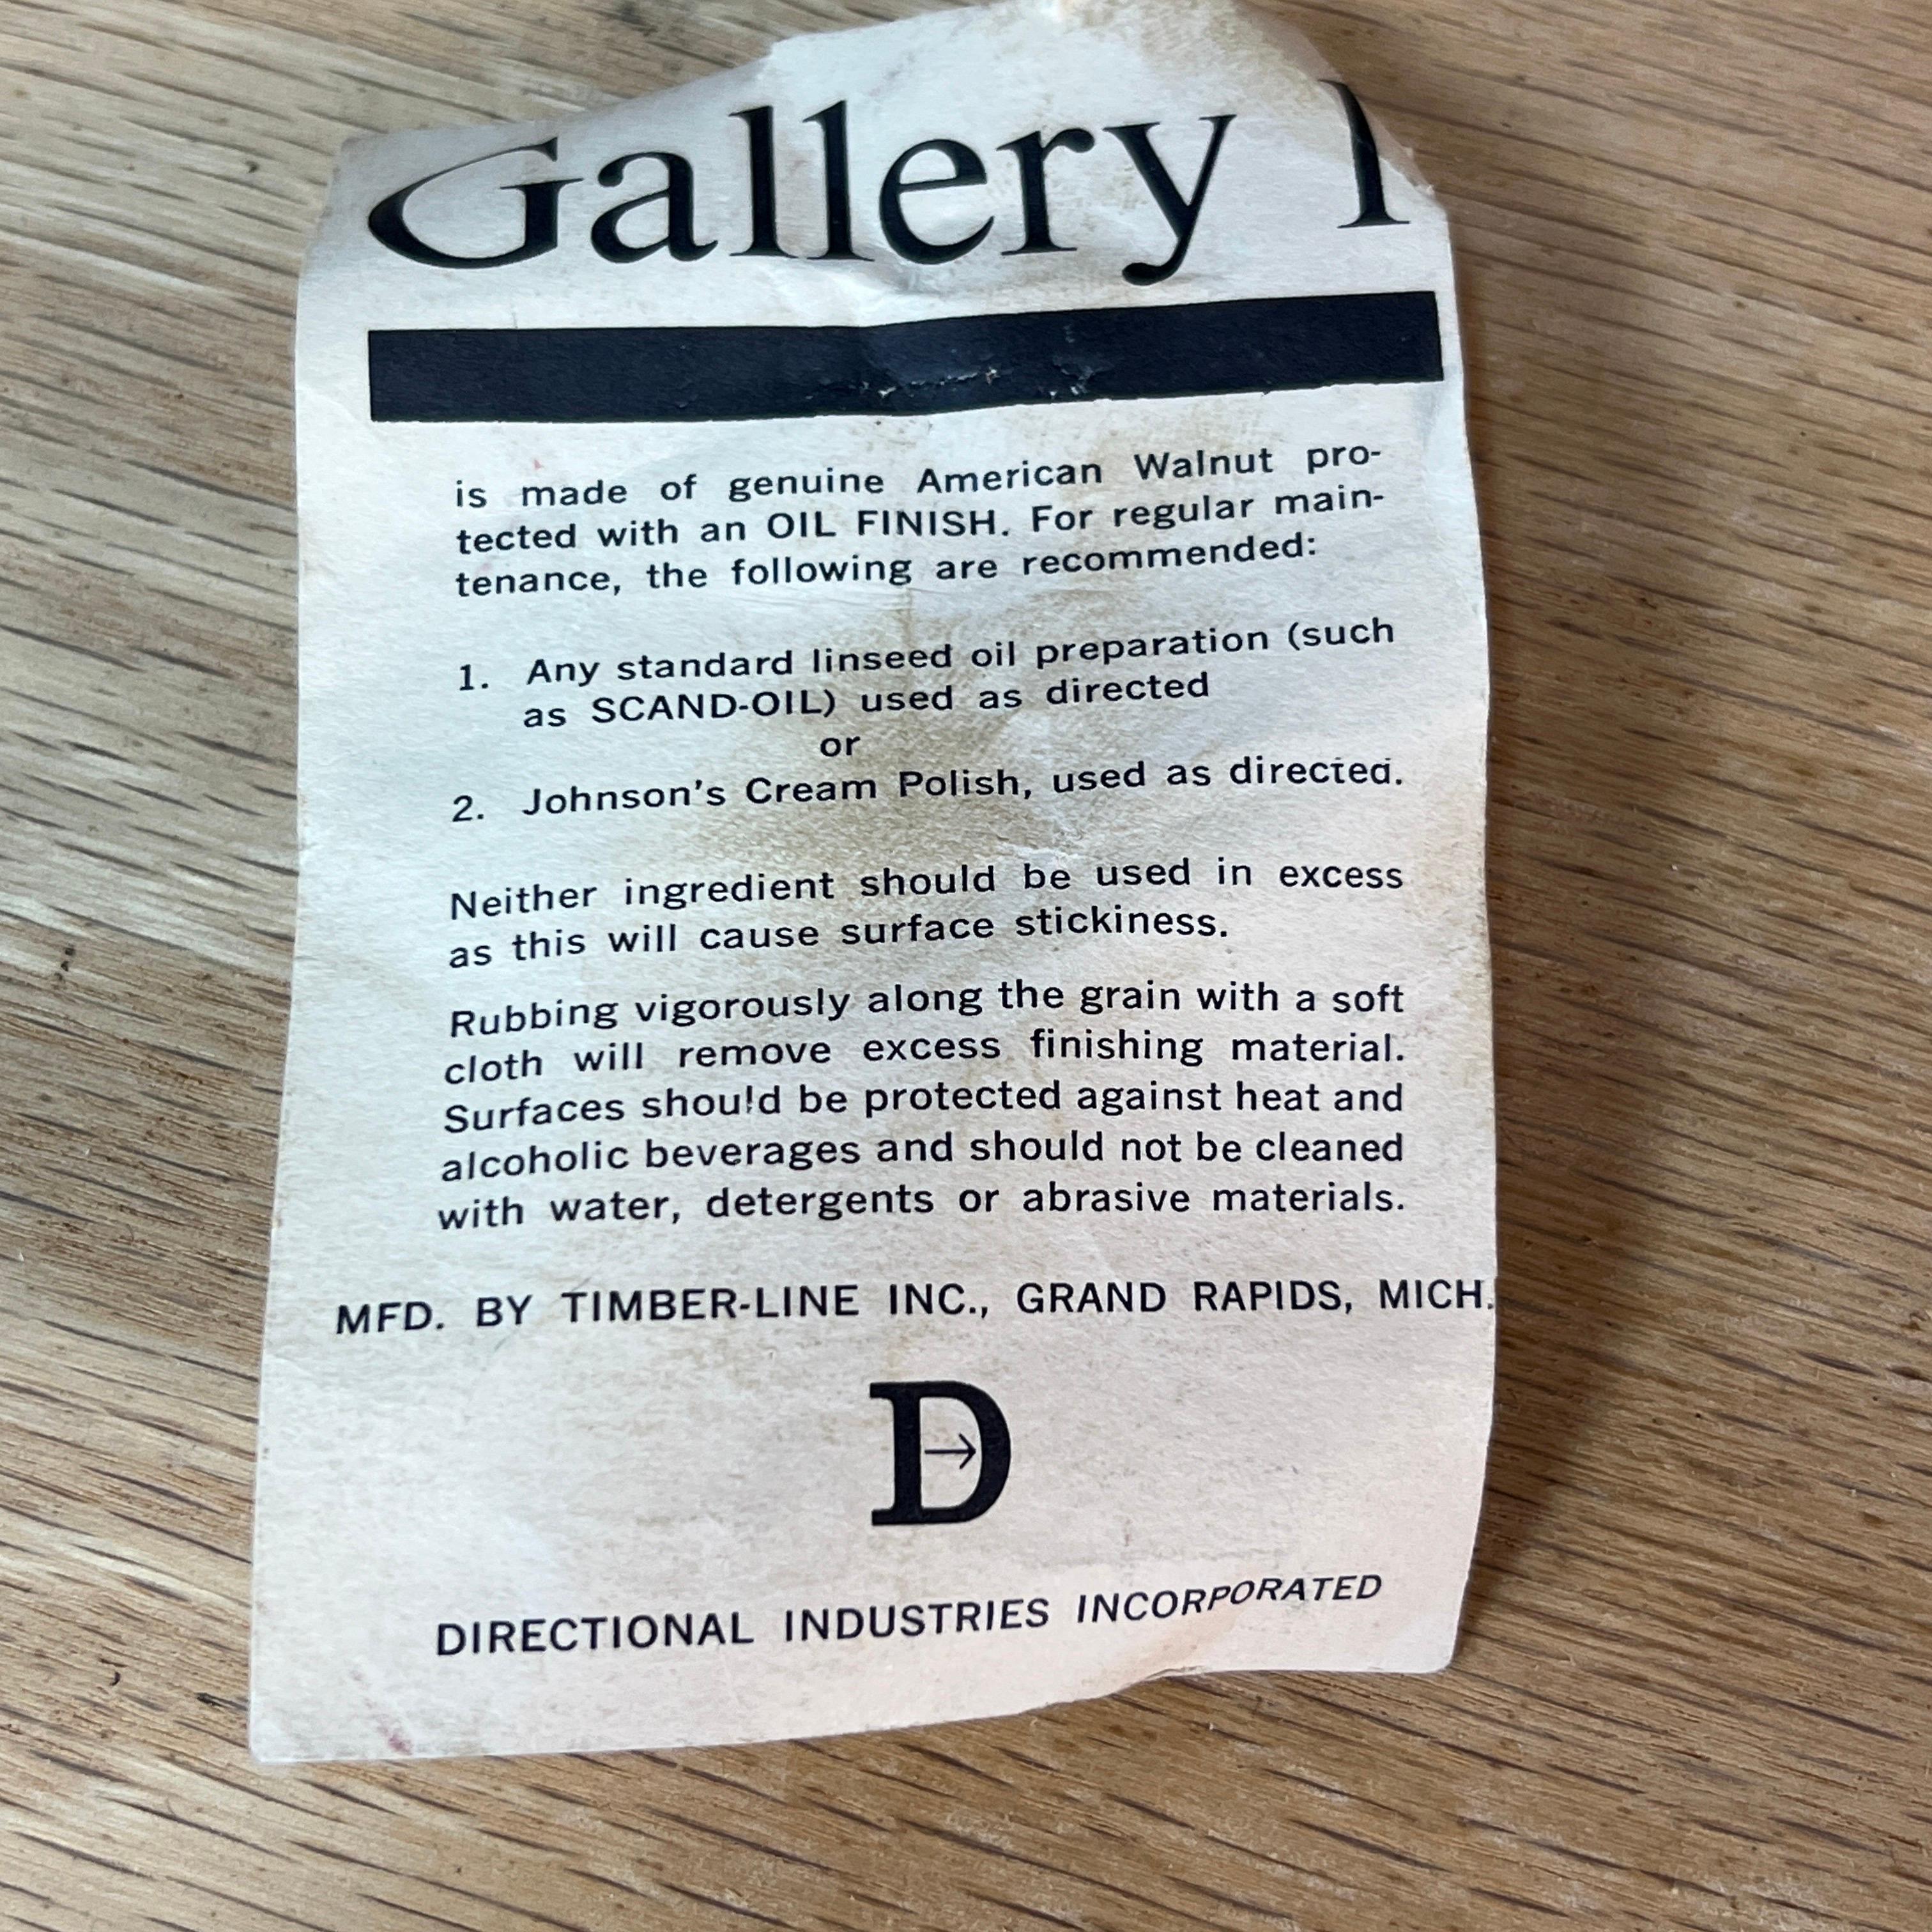 Gallery 1
is made of genuine American Walnut pro-
tected with an OIL FINISH. For regular main-
tenance, the following are recommended:
1. Any standard linseed oil preparation (such
as SCAND-OIL) used as directed
or
2. Johnson's Cream Polish, used as directed.
Neither ingredient should be used in excess
as this will cause surface stickiness.
Rubbing vigorously along the grain with a soft
cloth will remove excess finishing material.
Surfaces should be protected against heat and
alcoholic beverages and should not be cleaned
with water, detergents or abrasive materials.
MFD. BY TIMBER-LINE INC., GRAND RAPIDS, MICH.
D
DIRECTIONAL INDUSTRIES INCORPORATED